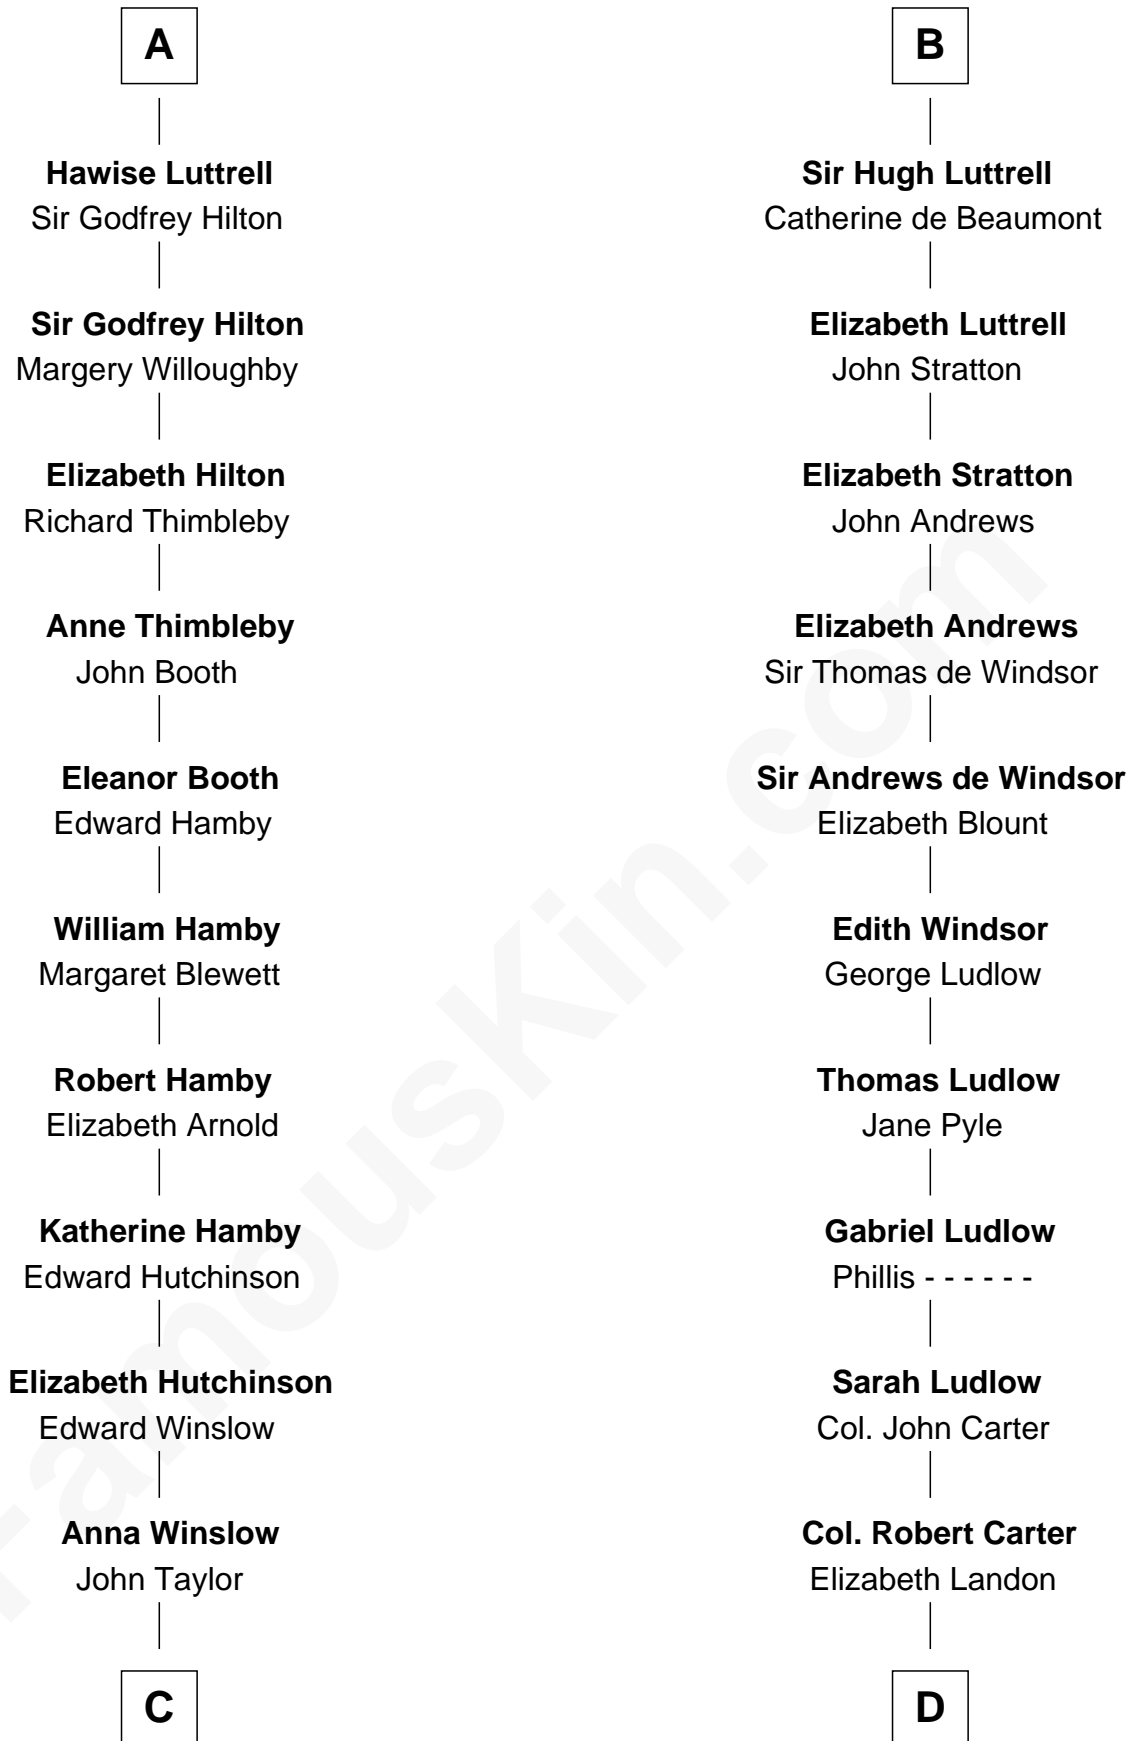 A
Hawise Luttrell
Sir Godfrey Hilton
Sir Godfrey Hilton
Margery Willoughby
Elizabeth Hilton
Richard Thimbleby
Anne Thimbleby
John Booth
Eleanor Booth
Edward Hamby
William Hamby
Margaret Blewett
Robert Hamby
Elizabeth Arnold
Katherine Hamby
Edward Hutchinson
Elizabeth Hutchinson
Edward Winslow
Anna Winslow
John Taylor
C
B
Sir Hugh Luttrell
Catherine de Beaumont
Elizabeth Luttrell
John Stratton
Elizabeth Stratton
John Andrews
Elizabeth Andrews
Sir Thomas de Windsor
Sir Andrews de Windsor
Elizabeth Blount
Edith Windsor
George Ludlow
Thomas Ludlow
Jane Pyle
Gabriel Ludlow
Phillis - - - - - -
Sarah Ludlow
Col. John Carter
Col. Robert Carter
Elizabeth Landon
D
FamousKin.com